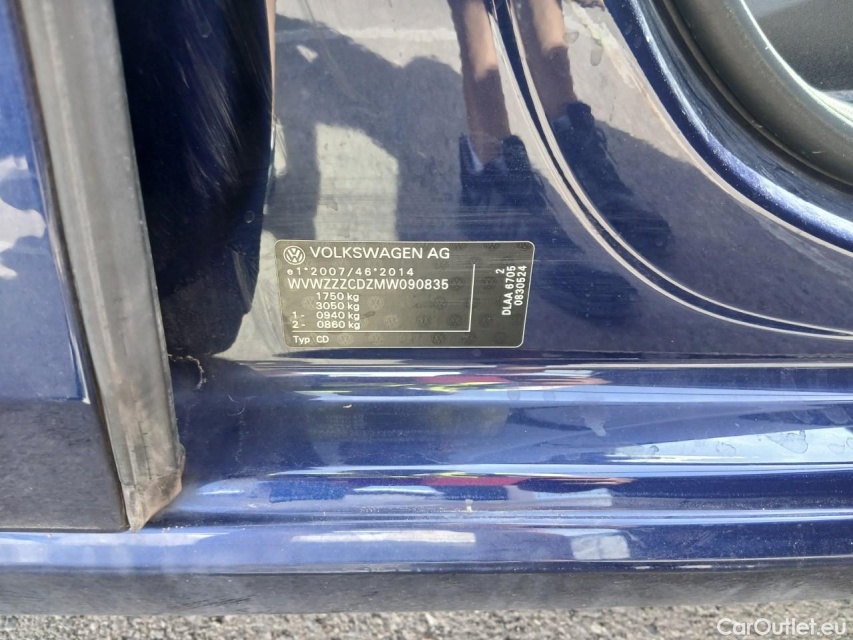 VOLKSWAGEN AG
e1*2007/46*2014
WVWZZZCDZMW090835
1750 kg
3050 kg
1- 0940 kg
2- 0860 kg
Typ CD
2
DLAA 6705
0830524
CarOutlet.eu